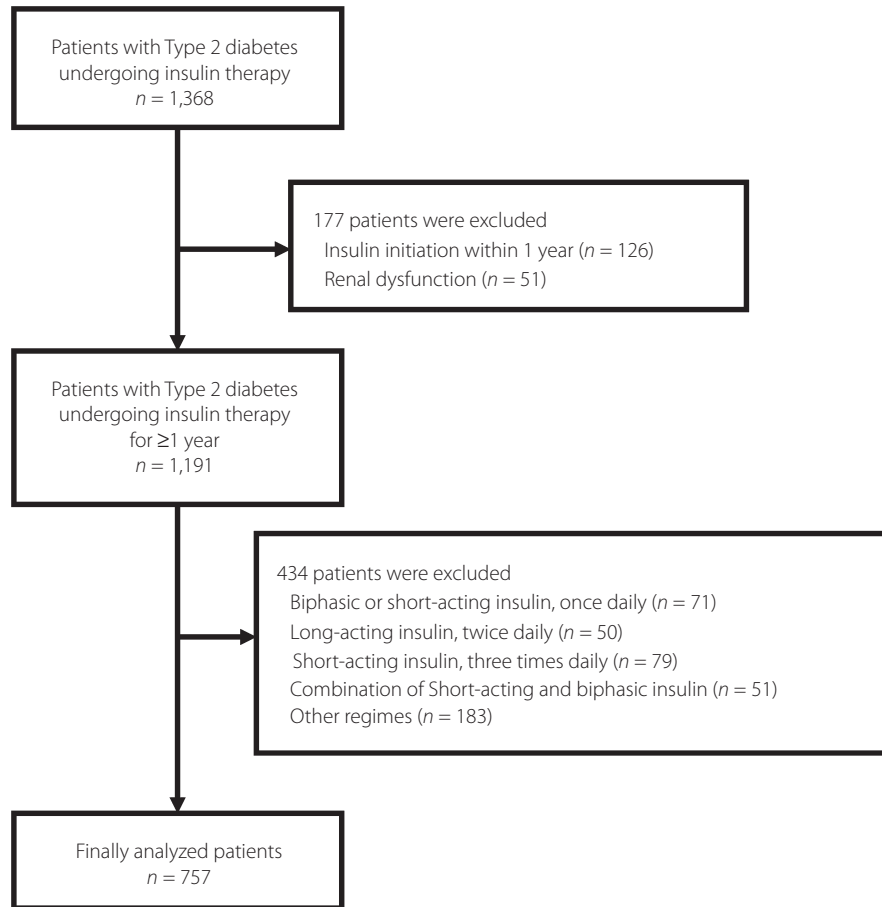 Patients with Type 2 diabetes
undergoing insulin therapy
n = 1,368
177 patients were excluded
Insulin initiation within 1 year (n = 126)
Renal dysfunction (n = 51)
Patients with Type 2 diabetes
undergoing insulin therapy
for ≥1 year
n = 1,191
434 patients were excluded
Biphasic or short-acting insulin, once daily (n = 71)
Long-acting insulin, twice daily (n = 50)
Short-acting insulin, three times daily (n = 79)
Combination of Short-acting and biphasic insulin (n = 51)
Other regimes (n = 183)
Finally analyzed patients
n = 757